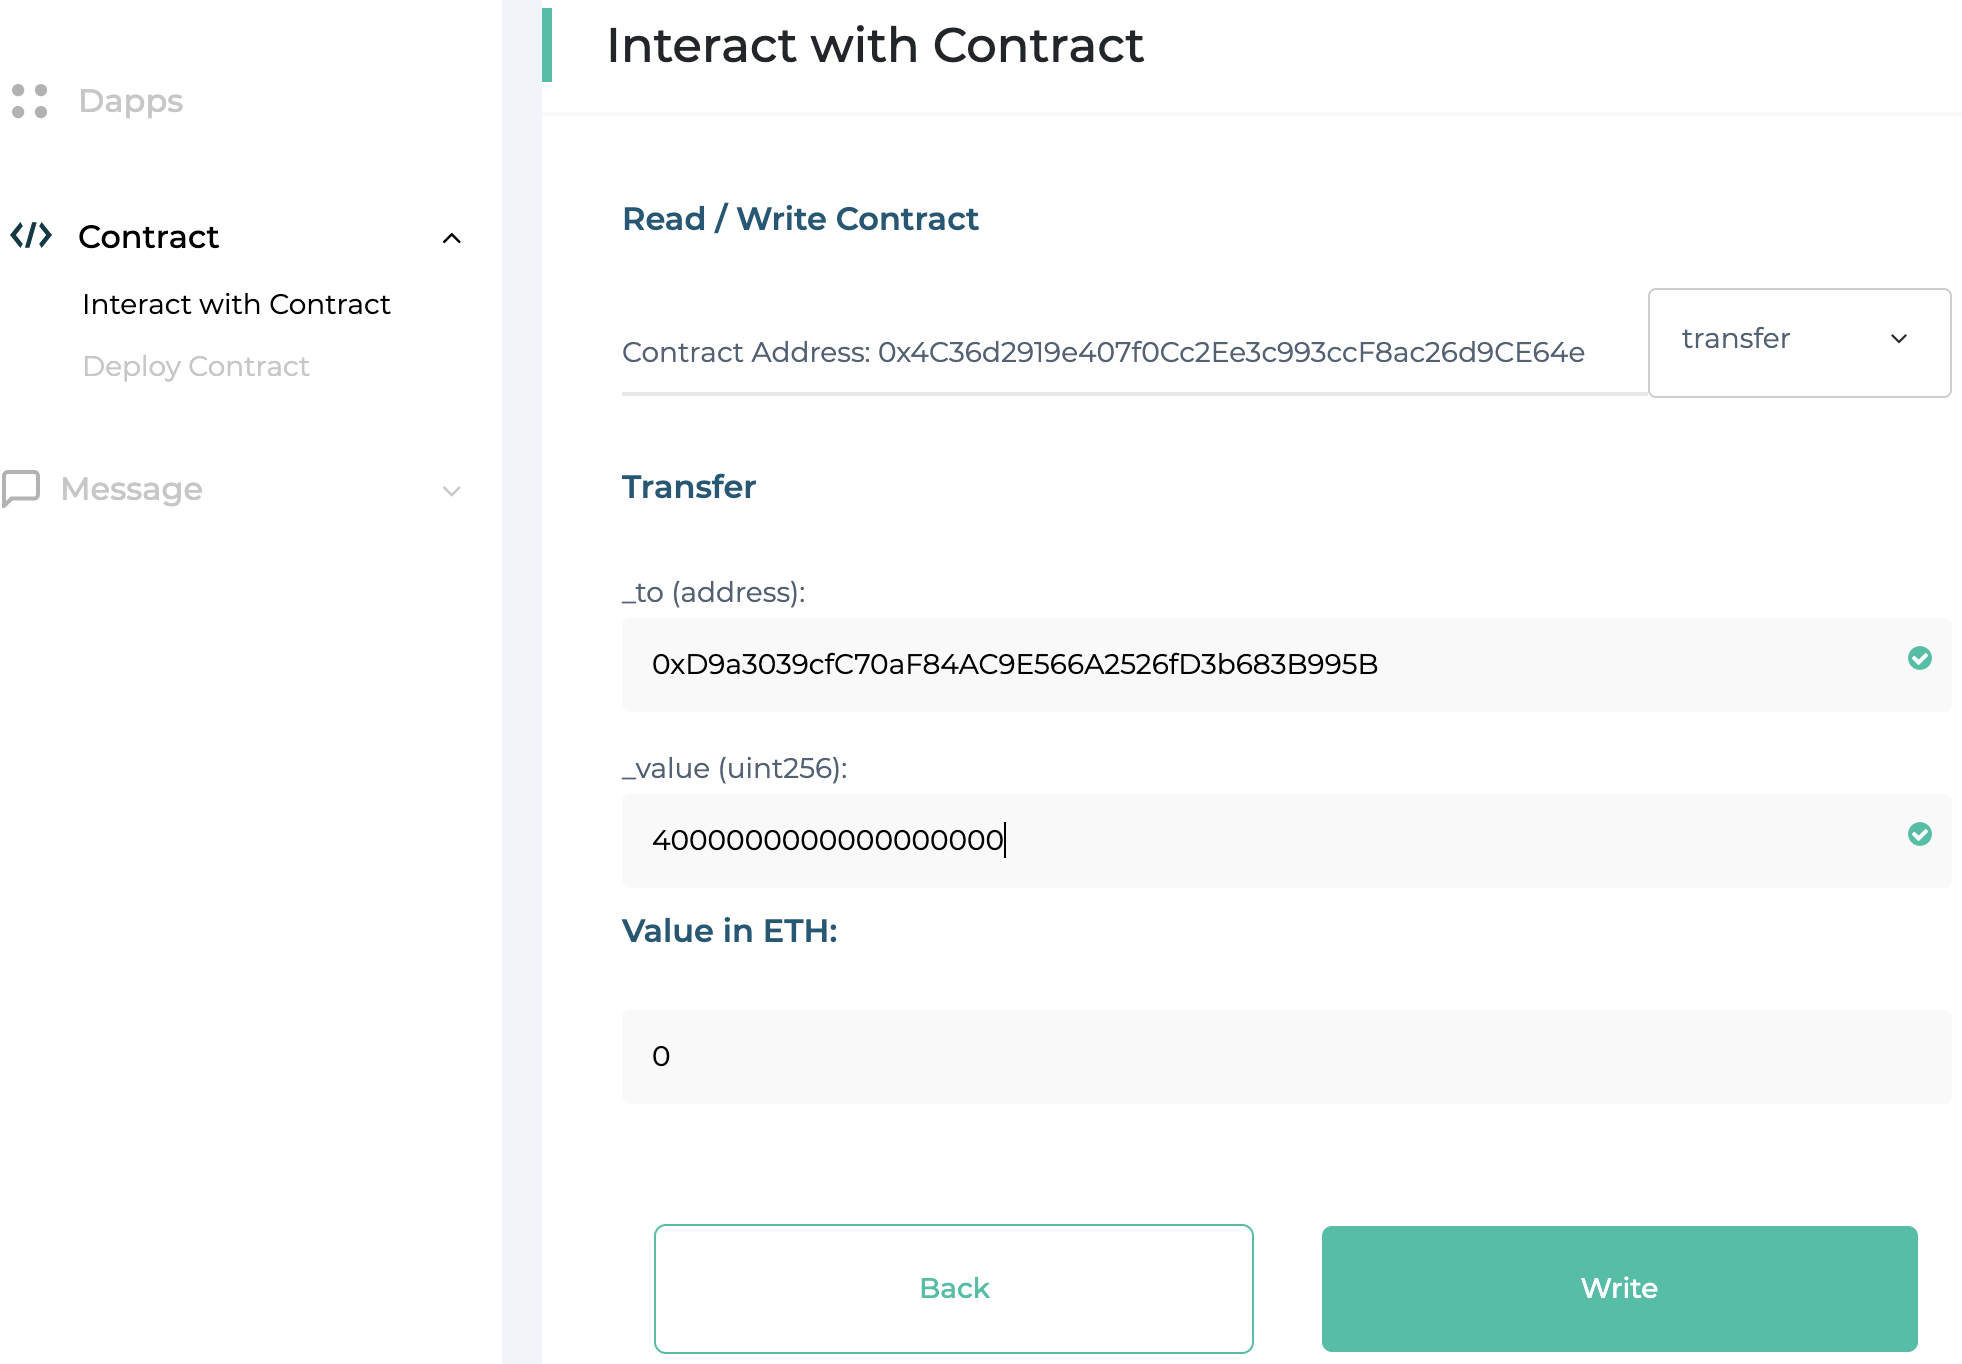 Interact with Contract
Dapps
Contract
Interact with Contract
Deploy Contract
Message
Read / Write Contract
Contract Address: 0x4C36d2919e407f0Cc2Ee3c993ccF8ac26d9CE64e
transfer
Transfer
_to (address):
0xD9a3039cfC70aF84AC9E566A2526fD3b683B995B
_value (uint256):
4000000000000000000
Value in ETH:
0
Back
Write